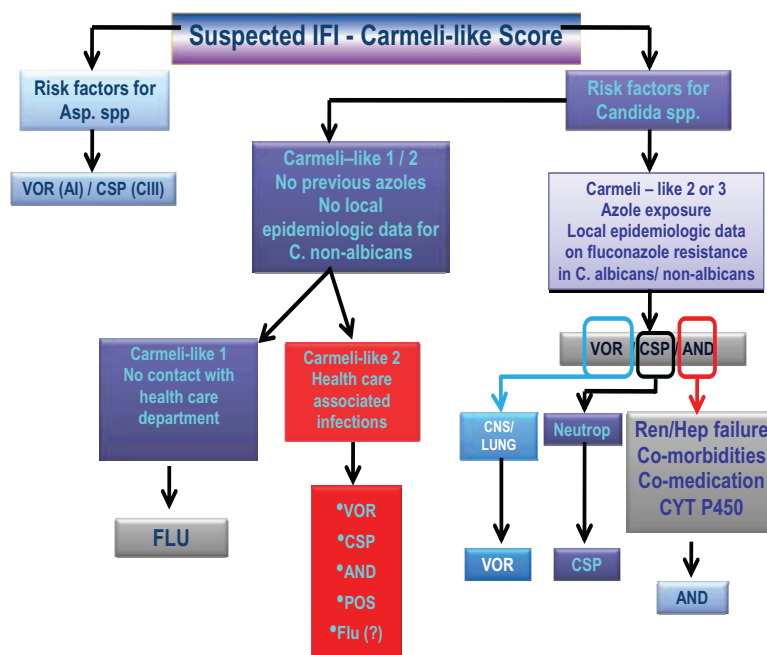 Suspected IFI - Carmeli-like Score
Risk factors for
Asp. spp
VOR (AI) / CSP (CIII)
Risk factors for
Candida spp.
Carmeli–like 1 / 2
No previous azoles
No local
epidemiologic data for
C. non-albicans
Carmeli – like 2 or 3
Azole exposure
Local epidemiologic data
on fluconazole resistance
in C. albicans/ non-albicans
Carmeli-like 1
No contact with
health care
department
FLU
Carmeli-like 2
Health care
associated
infections
•VOR
•CSP
•AND
•POS
•Flu (?)
VOR / CSP / AND
CNS/
LUNG
VOR
Neutrop
CSP
Ren/Hep failure
Co-morbidities
Co-medication
CYT P450
AND